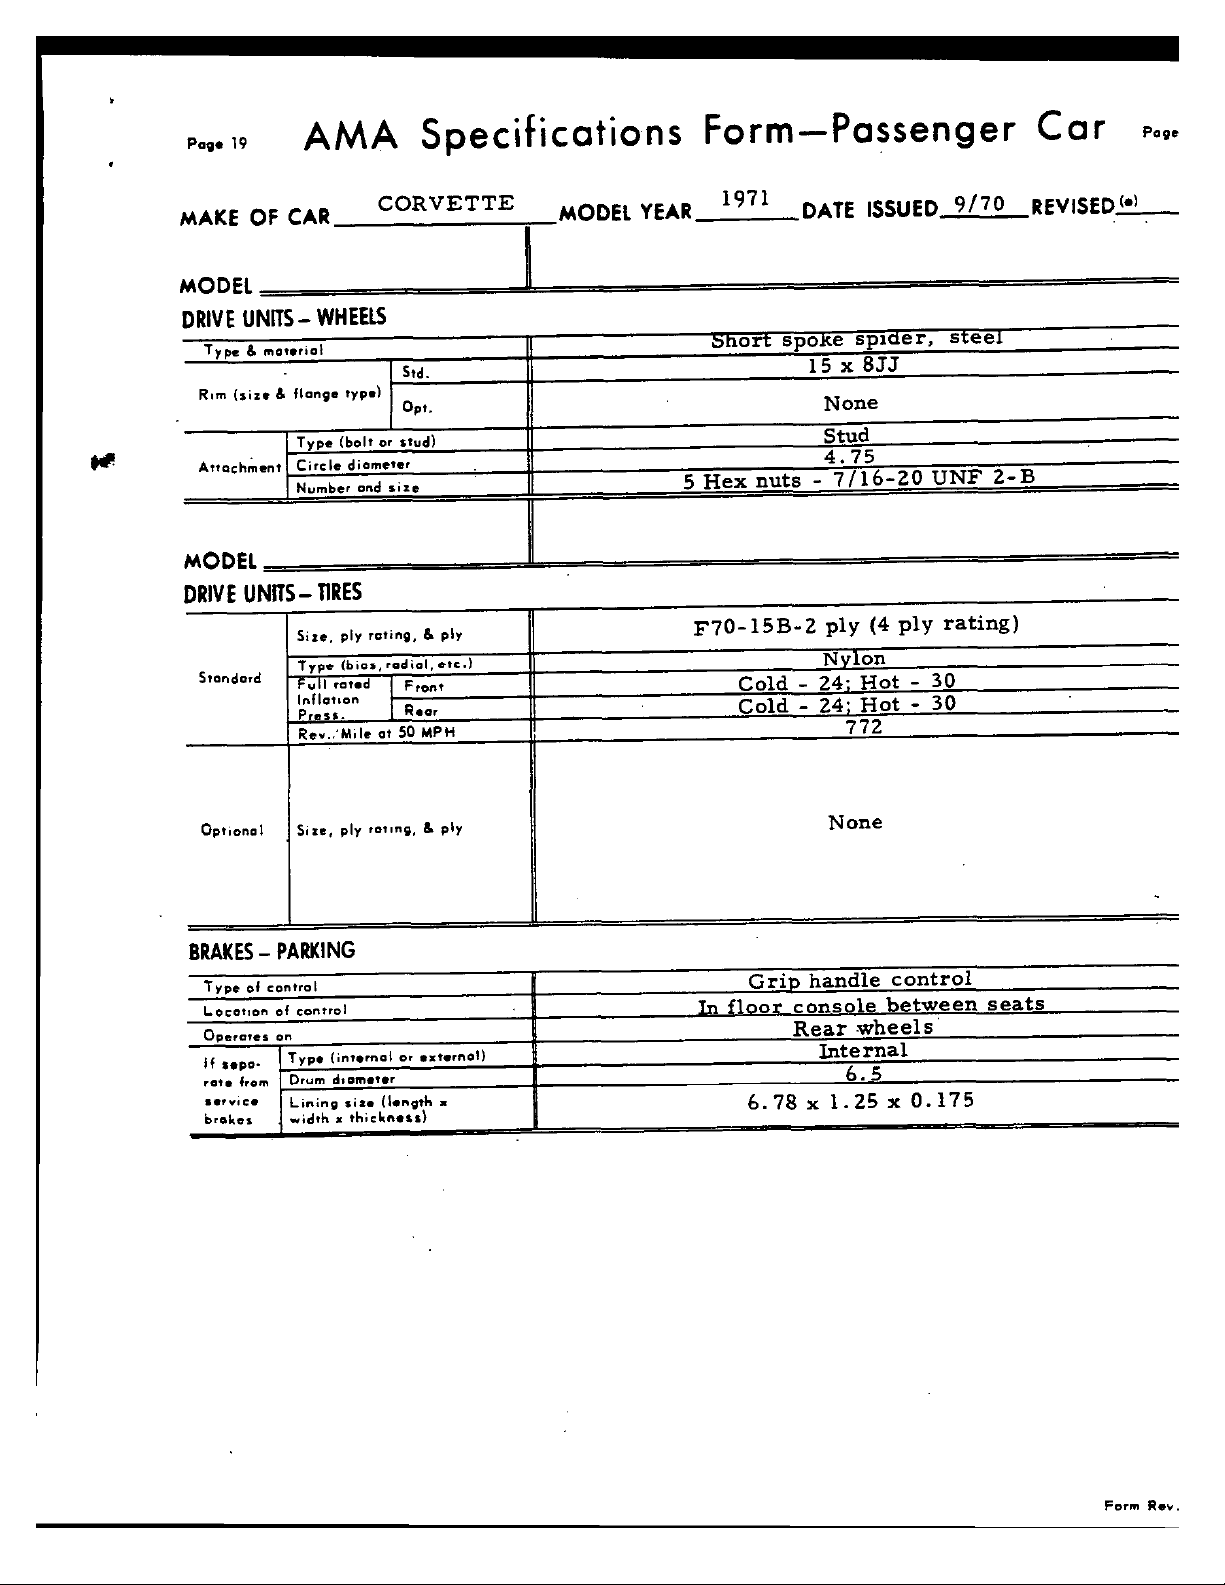 Page 19 AMA Specifications Form—Passenger Car Page
MAKE OF CAR CORVETTE MODEL YEAR 1971 DATE ISSUED 9/70 REVISED (•)
MODEL
DRIVE UNITS – WHEELS
Type & material Short spoke spider, steel
Rim (size & flange type) Std. 15 x 8JJ
Opt. None
Attachment Type (bolt or stud) Stud
Circle diameter 4.75
Number and size 5 Hex nuts - 7/16-20 UNF 2-B
MODEL
DRIVE UNITS – TIRES
Standard Size, ply rating, & ply F70-15B-2 ply (4 ply rating)
Type (bias, radial, etc.) Nylon
Full rated Inflation Press. Front Cold - 24; Hot - 30
Rear Cold - 24; Hot - 30
Rev./Mile at 50 MPH 772
Optional Size, ply rating, & ply None
BRAKES – PARKING
Type of control Grip handle control
Location of control In floor console between seats
Operates on Rear wheels
If separate from service brakes Type (internal or external) Internal
Drum diameter 6.5
Lining size (length x width x thickness) 6.78 x 1.25 x 0.175
Form Rev.